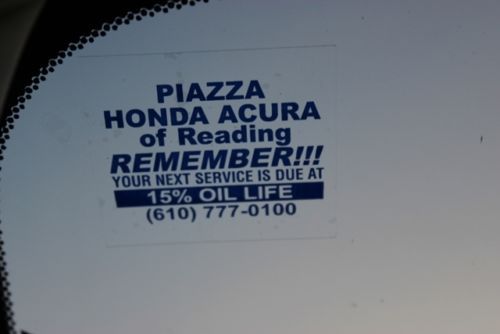 PIAZZA
HONDA ACURA
of Reading
REMEMBER!!!
YOUR NEXT SERVICE IS DUE AT
15% OIL LIFE
(610) 777-0100